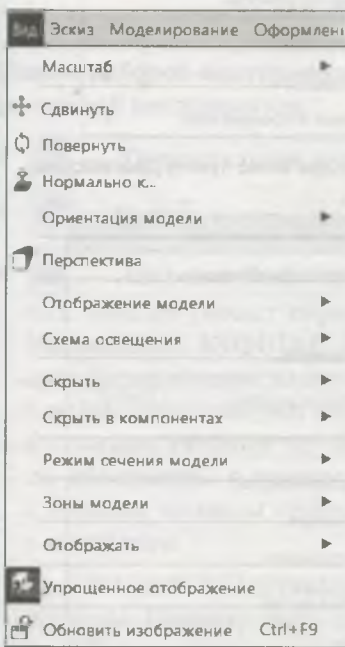 Вид Эскиз Моделирование Оформлени
Масштаб
Сдвинуть
Повернуть
Нормально к...
Ориентация модели
Перспектива
Отображение модели
Схема освещения
Скрыть
Скрыть в компонентах
Режим сечения модели
Зоны модели
Отображать
Упрощенное отображение
Обновить изображение Ctrl+F9